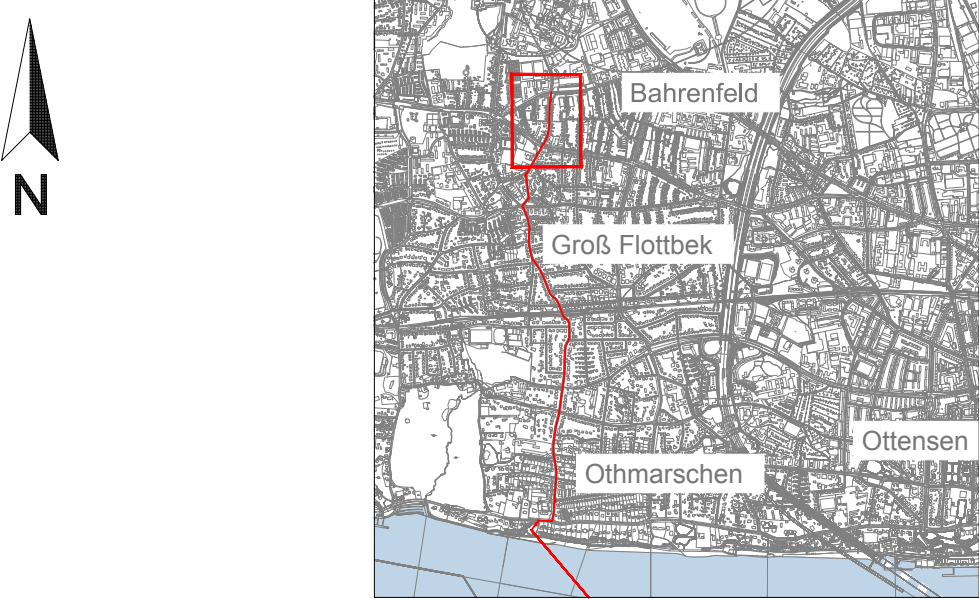 N
Bahrenfeld
Groß Flottbek
Ottensen
Othmarschen